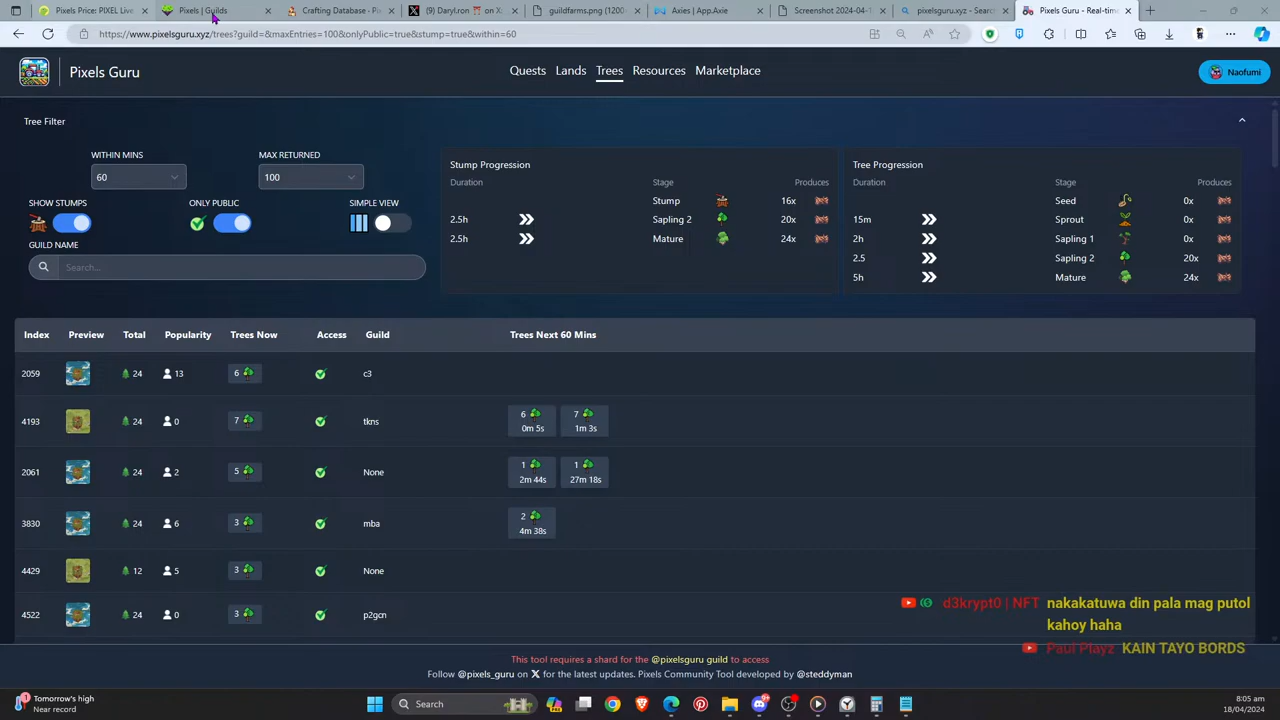 Pixels Price: PIXEL Live
Pixels | Guilds
Crafting Database - Pi
(9) Daryl.ron ⏰ on X
guildfarms.png (1200
Axies | App.Axie
Screenshot 2024-04-1
pixelsguru.xyz - Searc
Pixels Guru - Real-time
https://www.pixelsguru.xyz/trees?guild=&maxEntries=100&onlyPublic=true&stump=true&within=60
Pixels Guru
Quests Lands Trees Resources Marketplace
Naofumi
Tree Filter
WITHIN MINS MAX RETURNED
60 100
SHOW STUMPS ONLY PUBLIC SIMPLE VIEW
GUILD NAME
Search...
Stump Progression
Duration Stage Produces
Stump 16x
2.5h Sapling 2 20x
2.5h Mature 24x
Tree Progression
Duration Stage Produces
Seed 0x
15m Sprout 0x
2h Sapling 1 0x
2.5 Sapling 2 20x
5h Mature 24x
Index Preview Total Popularity Trees Now Access Guild Trees Next 60 Mins
2059 24 13 6 c3
4193 24 0 7 tkns 6 0m 5s 7 1m 3s
2061 24 2 5 None 1 2m 44s 1 27m 18s
3830 24 6 3 mba 2 4m 38s
4429 12 5 3 None
4522 24 0 3 p2gcn
d3krypt0 | NFT nakakatuwa din pala mag putol
kahoy haha
Paul Playz KAIN TAYO BORDS
This tool requires a shard for the @pixelsguru guild to access
Follow @pixels_guru on X for the latest updates. Pixels Community Tool developed by @steddyman
1
Tomorrow's high
Near record
Search
8:05 am
18/04/2024